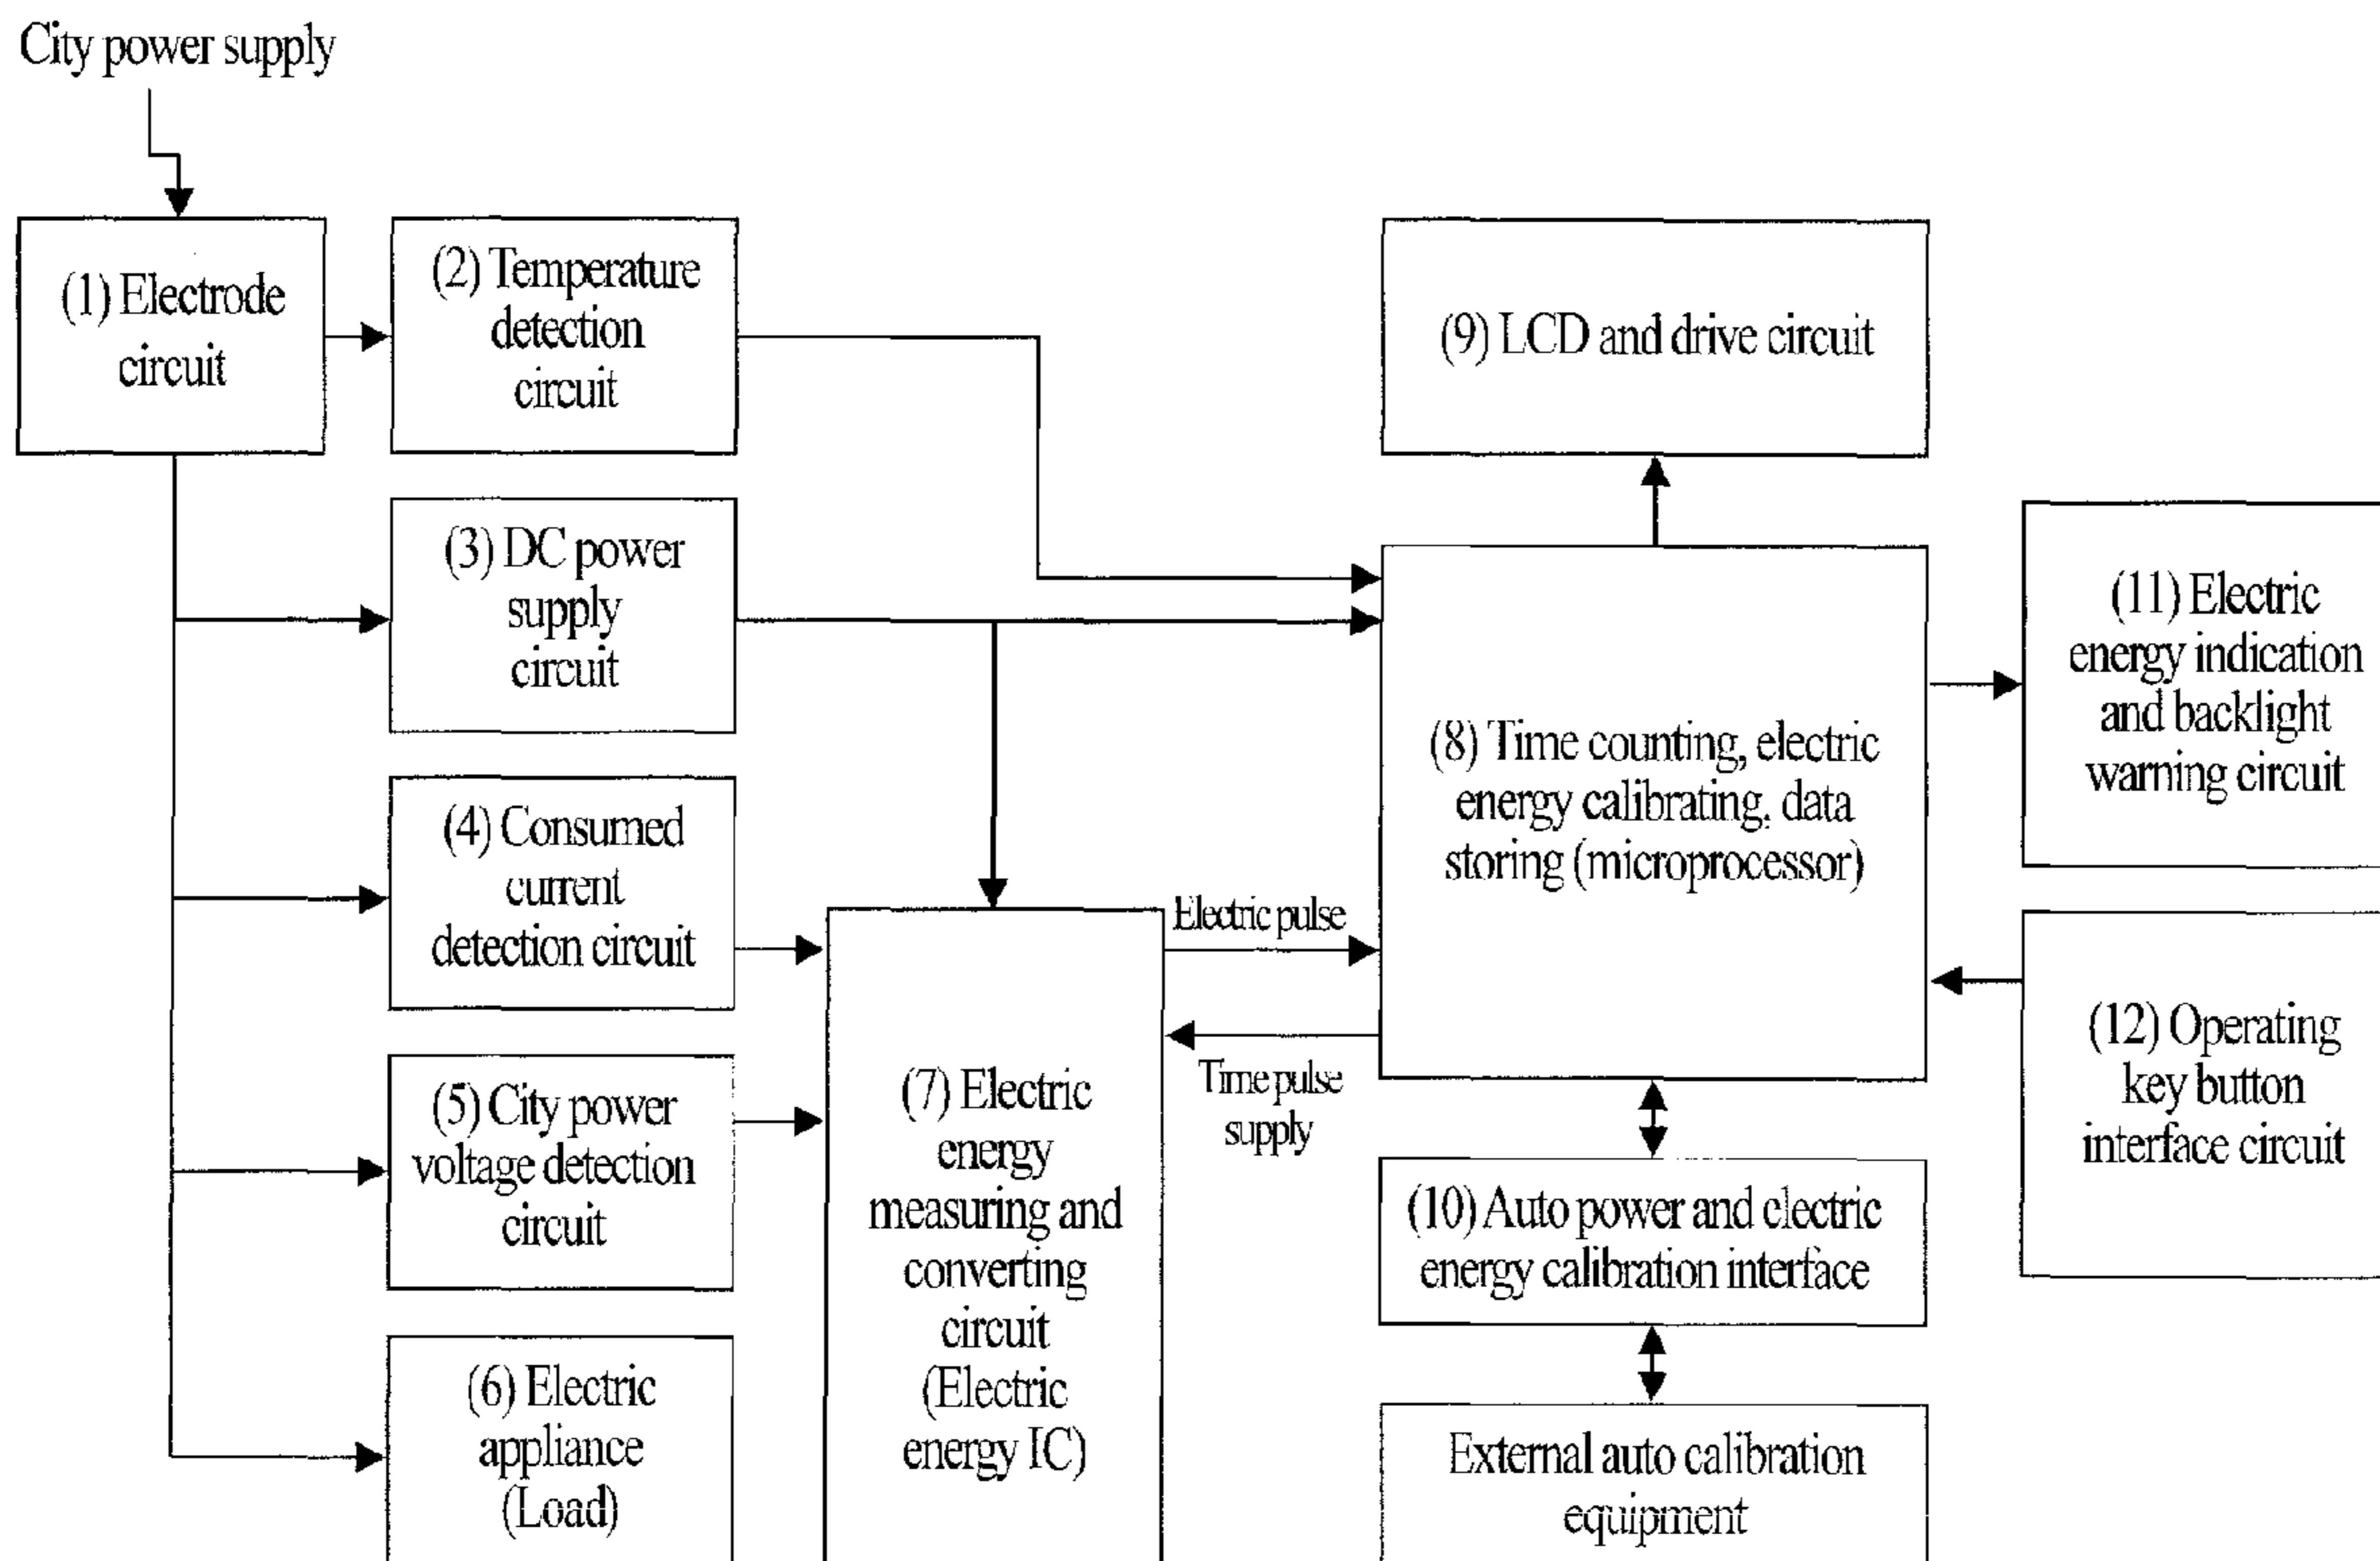 City power supply
(1) Electrode
circuit
(2) Temperature
detection
circuit
(3) DC power
supply
circuit
(4) Consumed
current
detection circuit
(5) City power
voltage detection
circuit
(6) Electric
appliance
(Load)
(7) Electric
energy
measuring and
converting
circuit
(Electric
energy IC)
Electric pulse
Time pulse
supply
(9) LCD and drive circuit
(8) Time counting, electric
energy calibrating, data
storing (microprocessor)
(10) Auto power and electric
energy calibration interface
External auto calibration
equipment
(11) Electric
energy indication
and backlight
warning circuit
(12) Operating
key button
interface circuit